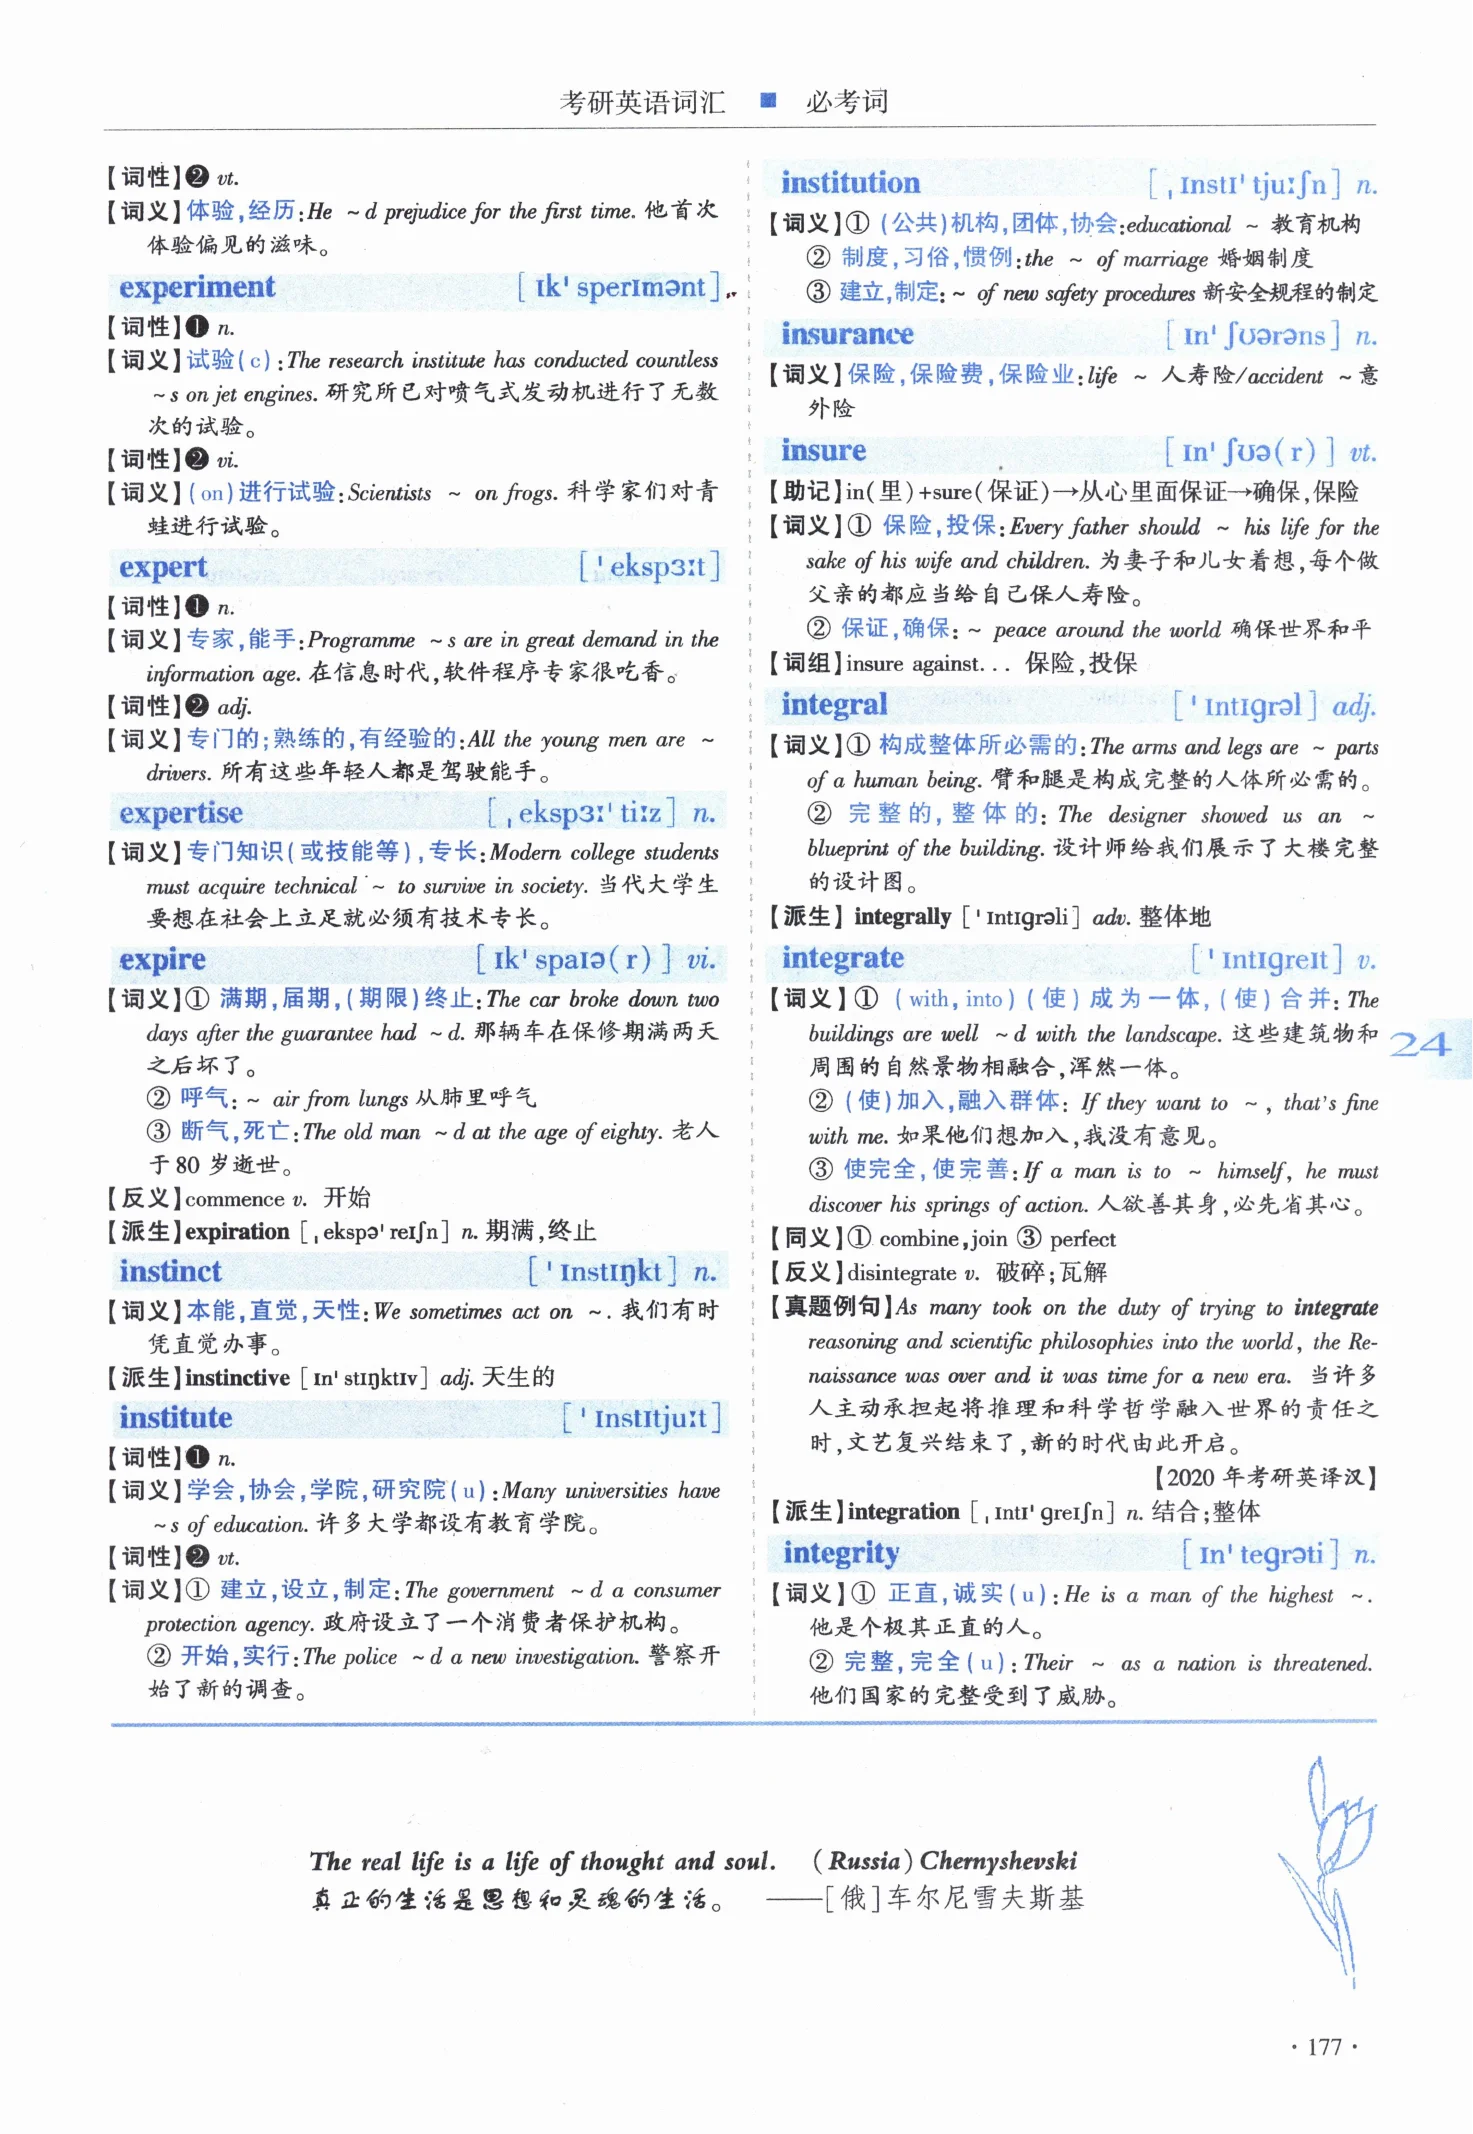 考研英语词汇 ■ 必考词
【词性】❷ vt.
【词义】体验,经历:He ~d prejudice for the first time. 他首次
体验偏见的滋味。
experiment [ɪk'sperɪmənt]
【词性】❶ n.
【词义】试验(c):The research institute has conducted countless
~s on jet engines. 研究所已对喷气式发动机进行了无数
次的试验。
【词性】❷ vi.
【词义】(on)进行试验:Scientists ~ on frogs. 科学家们对青
蛙进行试验。
expert ['ekspɜːt]
【词性】❶ n.
【词义】专家,能手:Programme ~s are in great demand in the
information age. 在信息时代,软件程序专家很吃香。
【词性】❷ adj.
【词义】专门的;熟练的,有经验的:All the young men are ~
drivers. 所有这些年轻人都是驾驶能手。
expertise [ˌekspɜː'tiːz] n.
【词义】专门知识(或技能等),专长:Modern college students
must acquire technical ~ to survive in society. 当代大学生
要想在社会上立足就必须有技术专长。
expire [ɪk'spaɪə(r)] vi.
【词义】① 满期,届期,(期限)终止:The car broke down two
days after the guarantee had ~d. 那辆车在保修期满两天
之后坏了。
② 呼气: ~ air from lungs 从肺里呼气
③ 断气,死亡:The old man ~d at the age of eighty. 老人
于 80 岁逝世。
【反义】commence v. 开始
【派生】expiration [ˌekspə'reɪʃn] n. 期满,终止
instinct ['ɪnstɪŋkt] n.
【词义】本能,直觉,天性:We sometimes act on ~. 我们有时
凭直觉办事。
【派生】instinctive [ɪn'stɪŋktɪv] adj. 天生的
institute ['ɪnstɪtjuːt]
【词性】❶ n.
【词义】学会,协会,学院,研究院(u):Many universities have
~s of education. 许多大学都设有教育学院。
【词性】❷ vt.
【词义】① 建立,设立,制定:The government ~d a consumer
protection agency. 政府设立了一个消费者保护机构。
② 开始,实行:The police ~d a new investigation. 警察开
始了新的调查。
institution [ˌɪnstɪ'tjuːʃn] n.
【词义】① (公共)机构,团体,协会:educational ~ 教育机构
② 制度,习俗,惯例:the ~ of marriage 婚姻制度
③ 建立,制定: ~ of new safety procedures 新安全规程的制定
insurance [ɪn'ʃʊərəns] n.
【词义】保险,保险费,保险业:life ~ 人寿险/accident ~意
外险
insure [ɪn'ʃʊə(r)] vt.
【助记】in(里)+sure(保证)→从心里面保证→确保,保险
【词义】① 保险,投保:Every father should ~ his life for the
sake of his wife and children. 为妻子和儿女着想,每个做
父亲的都应当给自己保人寿险。
② 保证,确保: ~ peace around the world 确保世界和平
【词组】insure against... 保险,投保
integral ['ɪntɪɡrəl] adj.
【词义】① 构成整体所必需的:The arms and legs are ~ parts
of a human being. 臂和腿是构成完整的人体所必需的。
② 完整的,整体的: The designer showed us an ~
blueprint of the building. 设计师给我们展示了大楼完整
的设计图。
【派生】integrally ['ɪntɪɡrəli] adv. 整体地
integrate ['ɪntɪɡreɪt] v.
【词义】① (with, into)(使)成为一体,(使)合并: The
buildings are well ~d with the landscape. 这些建筑物和
周围的自然景物相融合,浑然一体。
② (使)加入,融入群体: If they want to ~, that's fine
with me. 如果他们想加入,我没有意见。
③ 使完全,使完善:If a man is to ~ himself, he must
discover his springs of action. 人欲善其身,必先省其心。
【同义】① combine,join ③ perfect
【反义】disintegrate v. 破碎;瓦解
【真题例句】As many took on the duty of trying to integrate
reasoning and scientific philosophies into the world, the Re-
naissance was over and it was time for a new era. 当许多
人主动承担起将推理和科学哲学融入世界的责任之
时,文艺复兴结束了,新的时代由此开启。
【2020 年考研英译汉】
【派生】integration [ˌɪntɪ'ɡreɪʃn] n. 结合;整体
integrity [ɪn'teɡrəti] n.
【词义】① 正直,诚实(u):He is a man of the highest ~.
他是个极其正直的人。
② 完整,完全(u): Their ~ as a nation is threatened.
他们国家的完整受到了威胁。
24
The real life is a life of thought and soul. (Russia) Chernyshevski
真正的生活是思想和灵魂的生活。 ——[俄]车尔尼雪夫斯基
· 177 ·